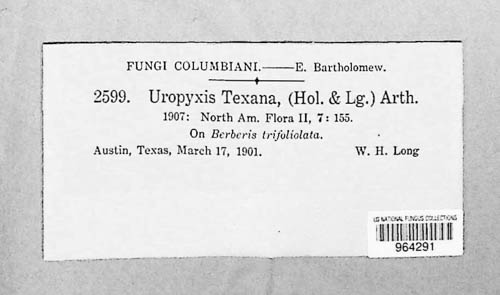 FUNGI COLUMBIANI.——E. Bartholomew.
2599. Uropyxis Texana, (Hol. & Lg.) Arth.
1907: North Am. Flora II, 7: 155.
On Berberis trifoliolata.
Austin, Texas, March 17, 1901. W. H. Long
US NATIONAL FUNGUS COLLECTIONS
964291